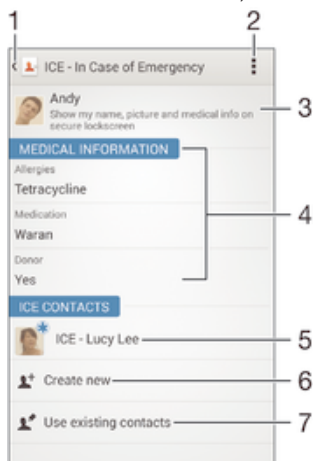 1
2
ICE - In Case of Emergency
Andy
Show my name, picture and medical info on
secure lockscreen
3
MEDICAL INFORMATION
Allergies
Tetracycline
4
Medication
Waran
Donor
Yes
ICE CONTACTS
ICE - Lucy Lee
5
Create new
6
Use existing contacts
7